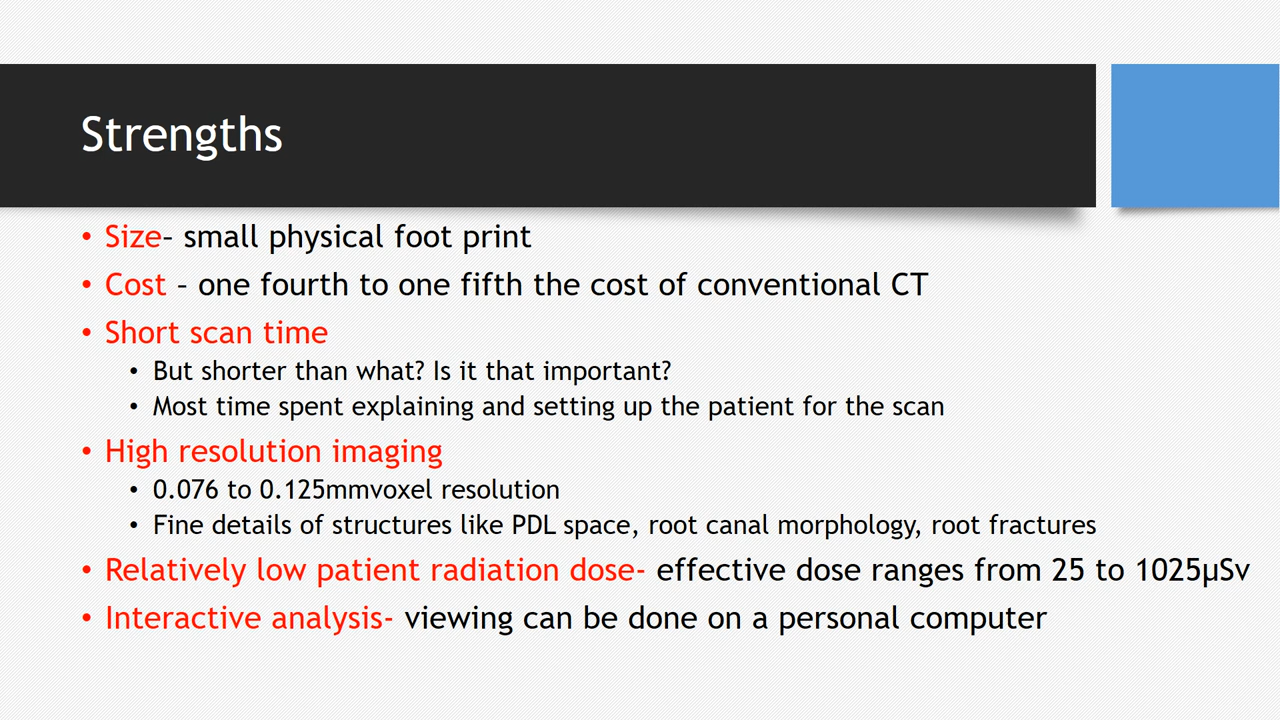 Strengths
• Size– small physical foot print
• Cost – one fourth to one fifth the cost of conventional CT
• Short scan time
• But shorter than what? Is it that important?
• Most time spent explaining and setting up the patient for the scan
• High resolution imaging
• 0.076 to 0.125mmvoxel resolution
• Fine details of structures like PDL space, root canal morphology, root fractures
• Relatively low patient radiation dose- effective dose ranges from 25 to 1025µSv
• Interactive analysis- viewing can be done on a personal computer